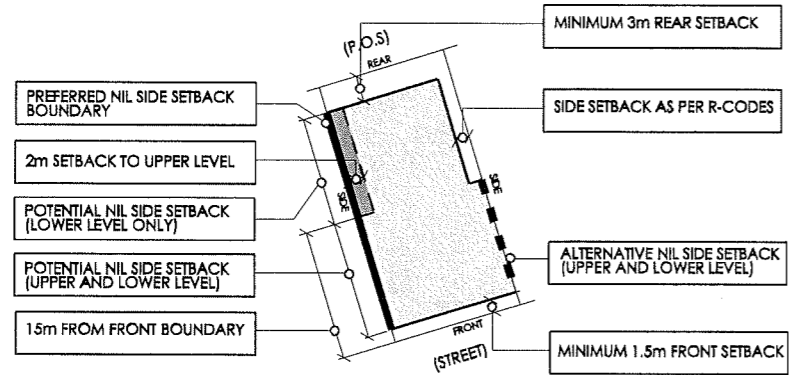 MINIMUM 3m REAR SETBACK
(P.O.S)
REAR
PREFERRED NIL SIDE SETBACK
BOUNDARY
SIDE SETBACK AS PER R-CODES
2m SETBACK TO UPPER LEVEL
SIDE
SIDE
POTENTIAL NIL SIDE SETBACK
(LOWER LEVEL ONLY)
POTENTIAL NIL SIDE SETBACK
(UPPER AND LOWER LEVEL)
ALTERNATIVE NIL SIDE SETBACK
(UPPER AND LOWER LEVEL)
15m FROM FRONT BOUNDARY
FRONT
(STREET)
MINIMUM 1.5m FRONT SETBACK